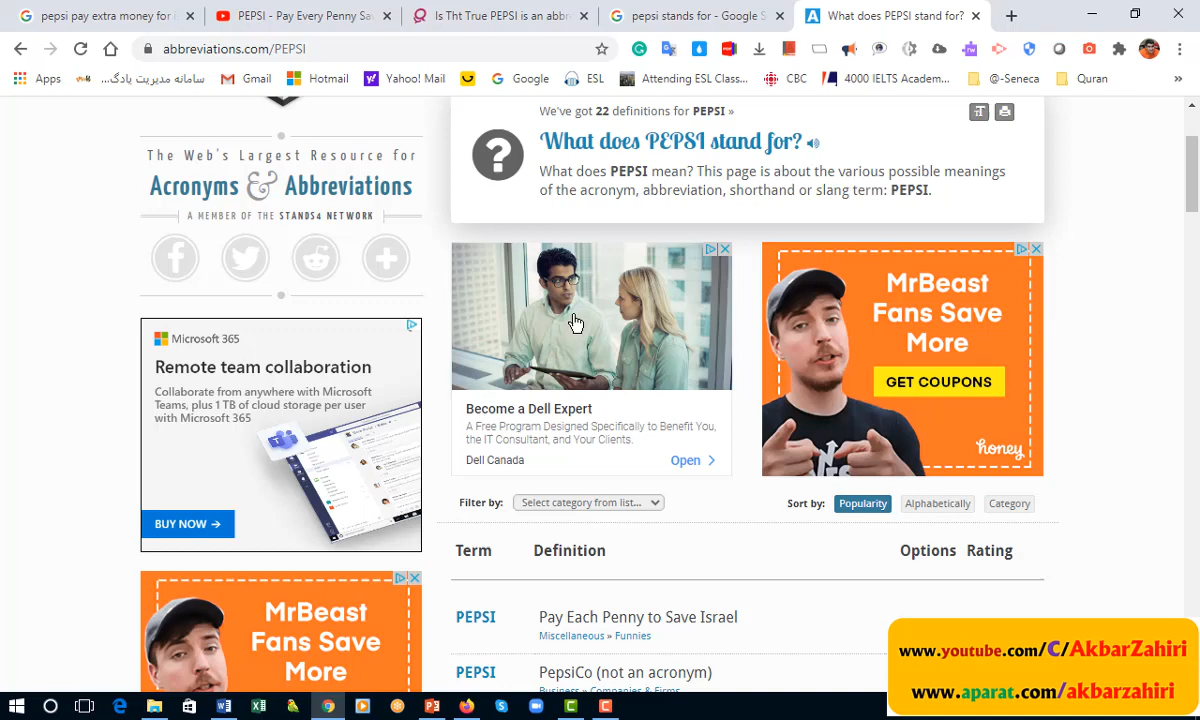 pepsi pay extra money for i
PEPSI - Pay Every Penny Sav
Is Tht True PEPSI is an abbr
pepsi stands for - Google S
What does PEPSI stand for?
abbreviations.com/PEPSI
Apps
سامانه مدیریت یادگ...
Gmail
Hotmail
Yahoo! Mail
Google
ESL
Attending ESL Class...
CBC
4000 IELTS Academ...
@-Seneca
Quran
»
The Web's Largest Resource for
Acronyms & Abbreviations
A MEMBER OF THE STANDS4 NETWORK
We've got 22 definitions for PEPSI »
What does PEPSI stand for?
What does PEPSI mean? This page is about the various possible meanings
of the acronym, abbreviation, shorthand or slang term: PEPSI.
Microsoft 365
Remote team collaboration
Collaborate from anywhere with Microsoft
Teams, plus 1 TB of cloud storage per user
with Microsoft 365
BUY NOW →
Become a Dell Expert
A Free Program Designed Specifically to Benefit You,
the IT Consultant, and Your Clients.
Dell Canada
Open >
MrBeast
Fans Save
More
GET COUPONS
honey
Filter by:
Select category from list...
Sort by:
Popularity
Alphabetically
Category
Term
Definition
Options
Rating
MrBeast
Fans Save
More
PEPSI
Pay Each Penny to Save Israel
Miscellaneous » Funnies
PEPSI
PepsiCo (not an acronym)
Business » Companies & Firms
www.youtube.com/C/AkbarZahiri
www.aparat.com/akbarzahiri